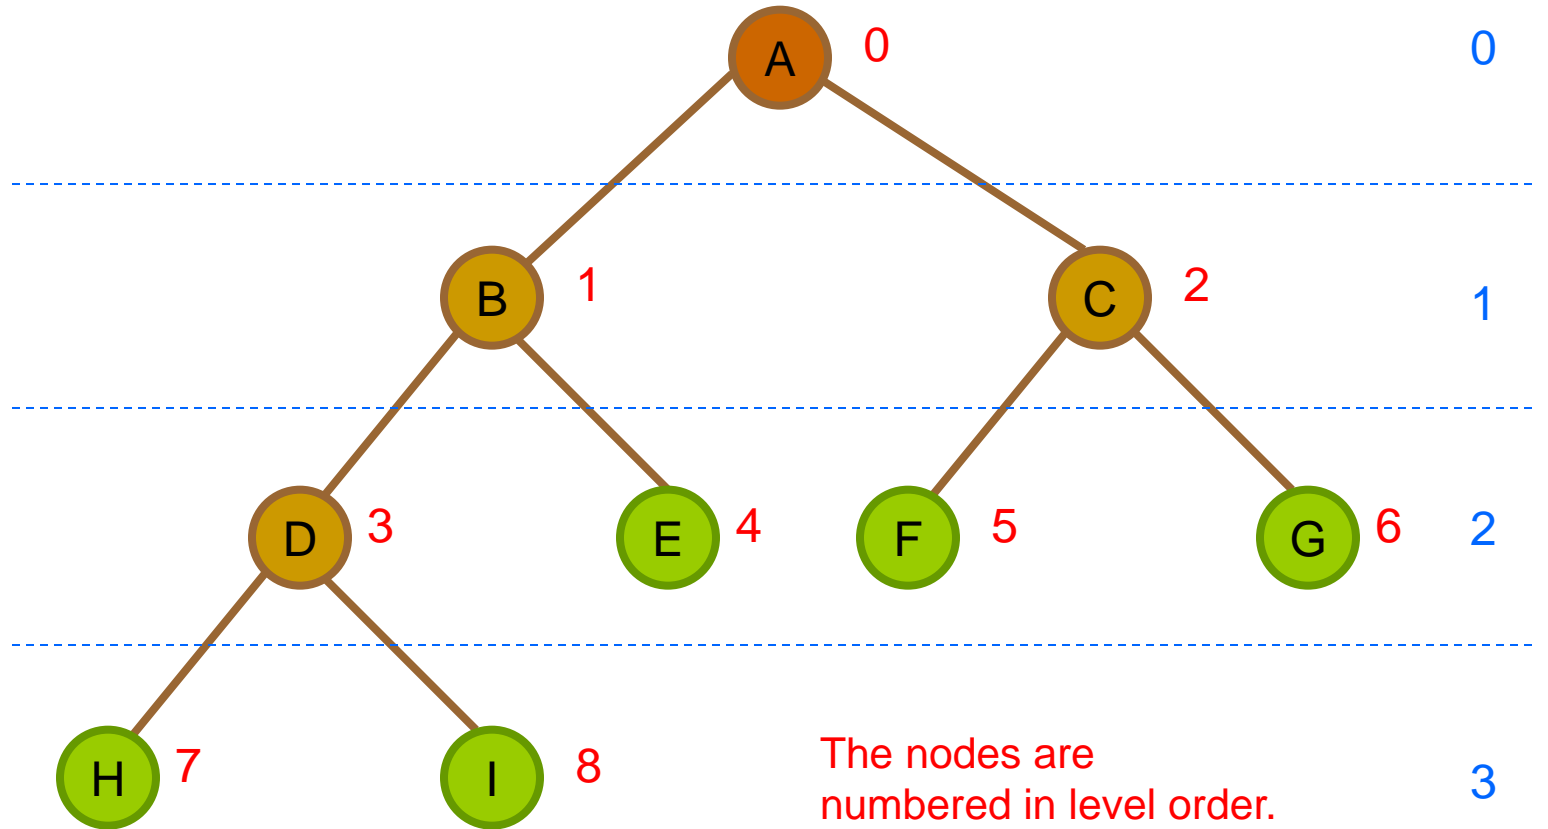 A 0 0
B 1 C 2 1
D 3 E 4 F 5 G 6 2
H 7 I 8 3
The nodes are
numbered in level order.